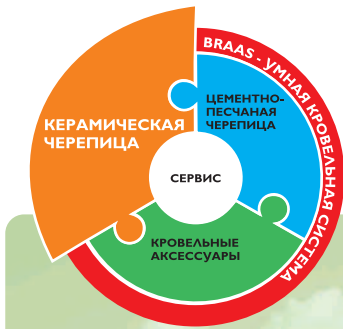 BRAAS - УМНАЯ КРОВЕЛЬНАЯ СИСТЕМА
КЕРАМИЧЕСКАЯ
ЧЕРЕПИЦА
ЦЕМЕНТНО-
ПЕСЧАНАЯ
ЧЕРЕПИЦА
СЕРВИС
КРОВЕЛЬНЫЕ
АКСЕССУАРЫ